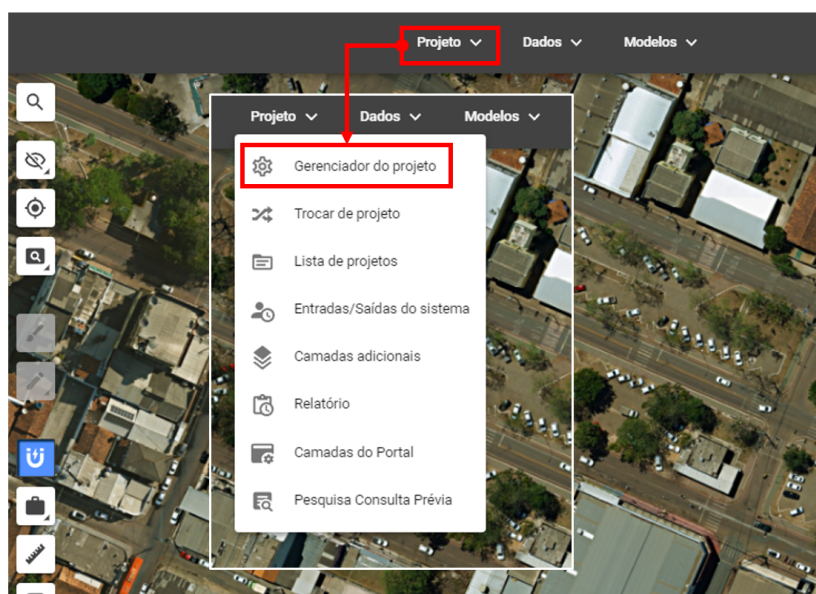 Projeto Dados Modelos
Projeto Dados Modelos
Gerenciador do projeto
Trocar de projeto
Lista de projetos
Entradas/Saídas do sistema
Camadas adicionais
Relatório
Camadas do Portal
Pesquisa Consulta Prévia